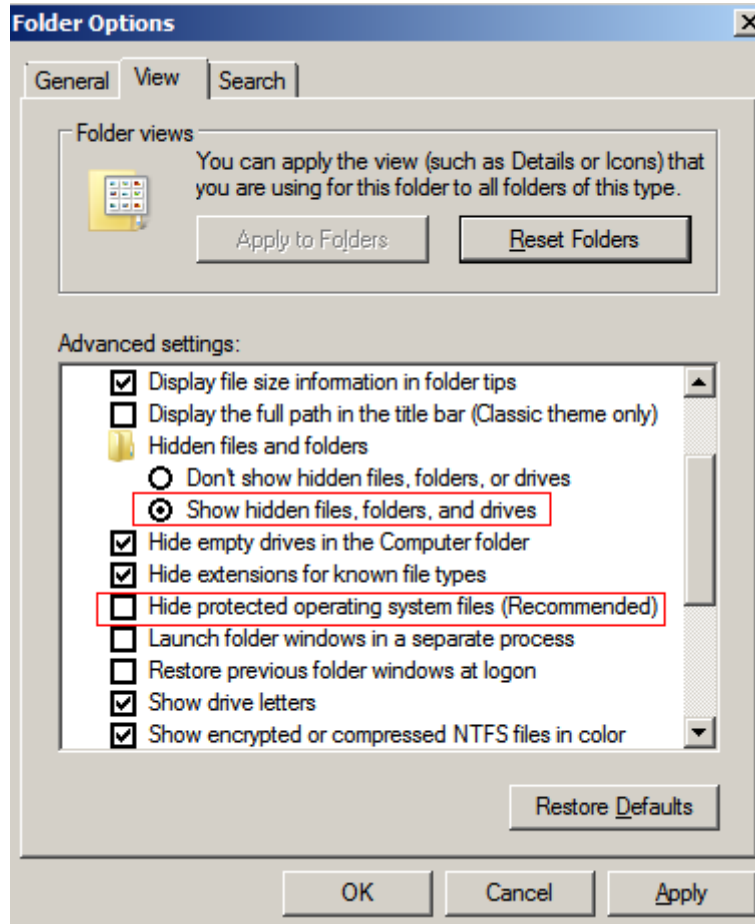 Folder Options
General View Search
Folder views
You can apply the view (such as Details or Icons) that
you are using for this folder to all folders of this type.
Apply to Folders Reset Folders
Advanced settings:
Display file size information in folder tips
Display the full path in the title bar (Classic theme only)
Hidden files and folders
Don't show hidden files, folders, or drives
Show hidden files, folders, and drives
Hide empty drives in the Computer folder
Hide extensions for known file types
Hide protected operating system files (Recommended)
Launch folder windows in a separate process
Restore previous folder windows at logon
Show drive letters
Show encrypted or compressed NTFS files in color
Restore Defaults
OK Cancel Apply